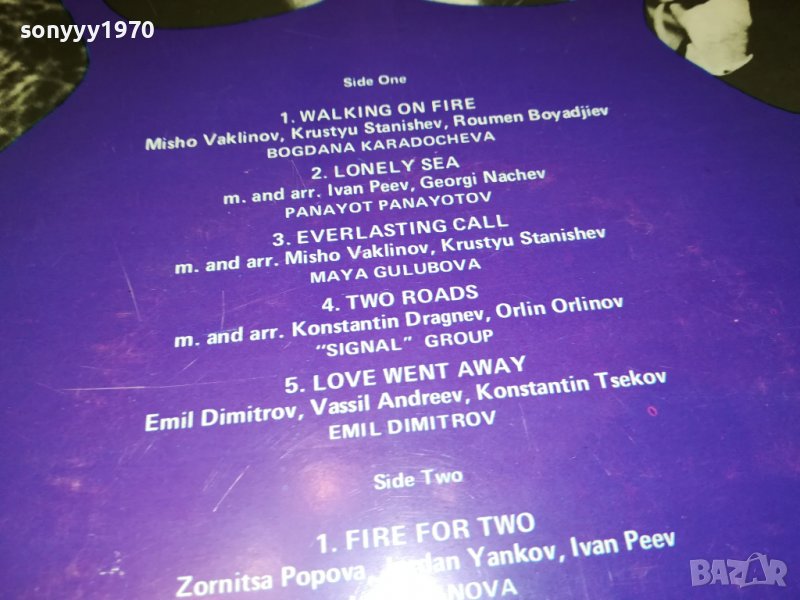 sonyyy1970
Side One
1. WALKING ON FIRE
Misho Vaklinov, Krustyu Stanishev, Roumen Boyadjiev
BOGDANA KARADOCHEVA
2. LONELY SEA
m. and arr. Ivan Peev, Georgi Nachev
PANAYOT PANAYOTOV
3. EVERLASTING CALL
m. and arr. Misho Vaklinov, Krustyu Stanishev
MAYA GULUBOVA
4. TWO ROADS
m. and arr. Konstantin Dragnev, Orlin Orlinov
"SIGNAL" GROUP
5. LOVE WENT AWAY
Emil Dimitrov, Vassil Andreev, Konstantin Tsekov
EMIL DIMITROV
Side Two
1. FIRE FOR TWO
Zornitsa Popova, Yankov, Ivan Peev
BAZAR